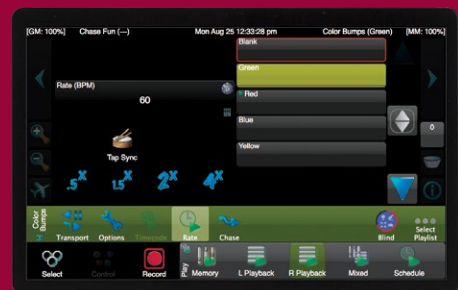 [GM: 100%] Chase Fun (---) Mon Aug 25 12:33:28 pm Color Bumps (Green) [MM: 100%]
Blank
Green
Rate (BPM)
60
Red
Blue
0
Tap Sync
Yellow
.5X 1.5X 2X 4X
Color Bumps
Transport Options Timecode Rate Chase Blind Select Playlist
Select Control Record Play Memory L Playback R Playback Mixed Schedule